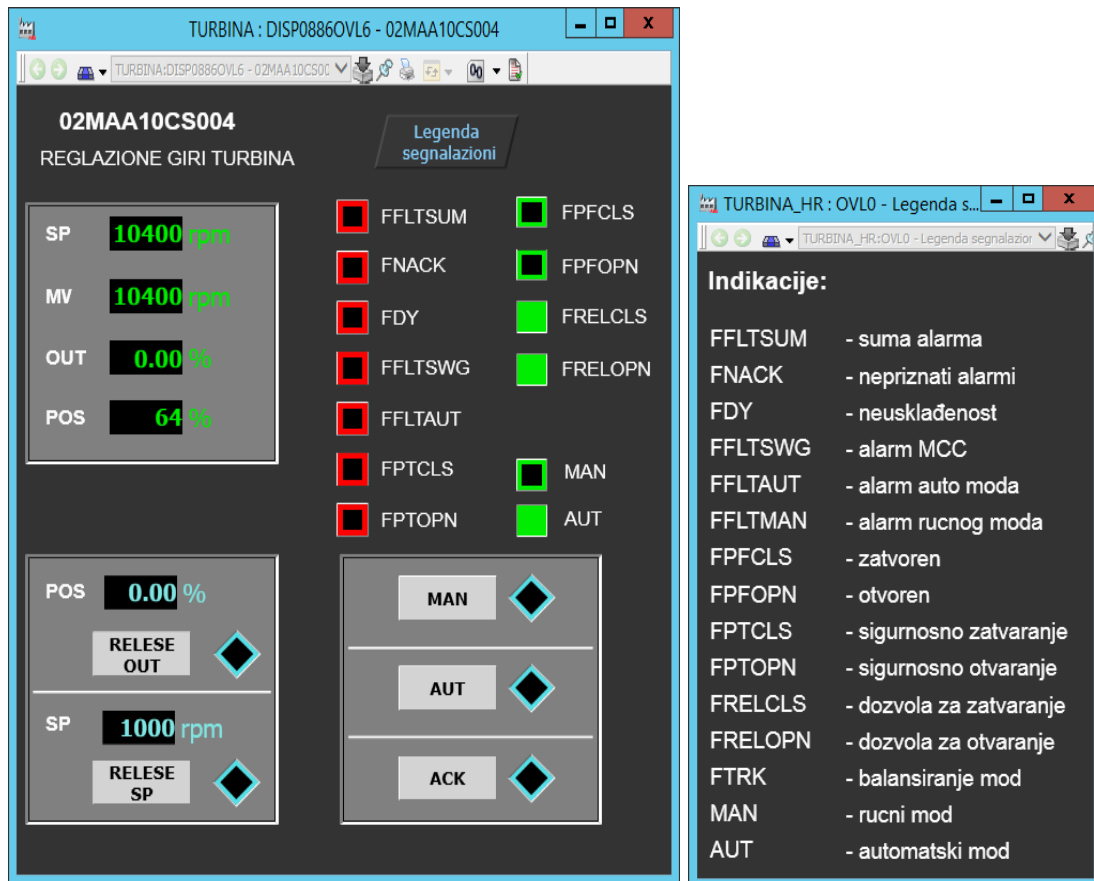 TURBINA : DISP0886OVL6 - 02MAA10CS004
TURBINA:DISP0886OVL6 - 02MAA10CS00
02MAA10CS004
REGLAZIONE GIRI TURBINA
Legenda
segnalazioni
SP 10400 rpm
MV 10400 rpm
OUT 0.00 %
POS 64 %
FFLTSUM
FNACK
FDY
FFLTSWG
FFLTAUT
FPTCLS
FPTOPN
FPFCLS
FPFOPN
FRELCLS
FRELOPN
MAN
AUT
POS 0.00 %
RELESE
OUT
SP 1000 rpm
RELESE
SP
MAN
AUT
ACK
TURBINA_HR : OVL0 - Legenda s...
TURBINA_HR:OVL0 - Legenda segnalazior
Indikacije:
FFLTSUM - suma alarma
FNACK - nepriznati alarmi
FDY - neusklađenost
FFLTSWG - alarm MCC
FFLTAUT - alarm auto moda
FFLTMAN - alarm rucnog moda
FPFCLS - zatvoren
FPFOPN - otvoren
FPTCLS - sigurnosno zatvaranje
FPTOPN - sigurnosno otvaranje
FRELCLS - dozvola za zatvaranje
FRELOPN - dozvola za otvaranje
FTRK - balansiranje mod
MAN - rucni mod
AUT - automatski mod